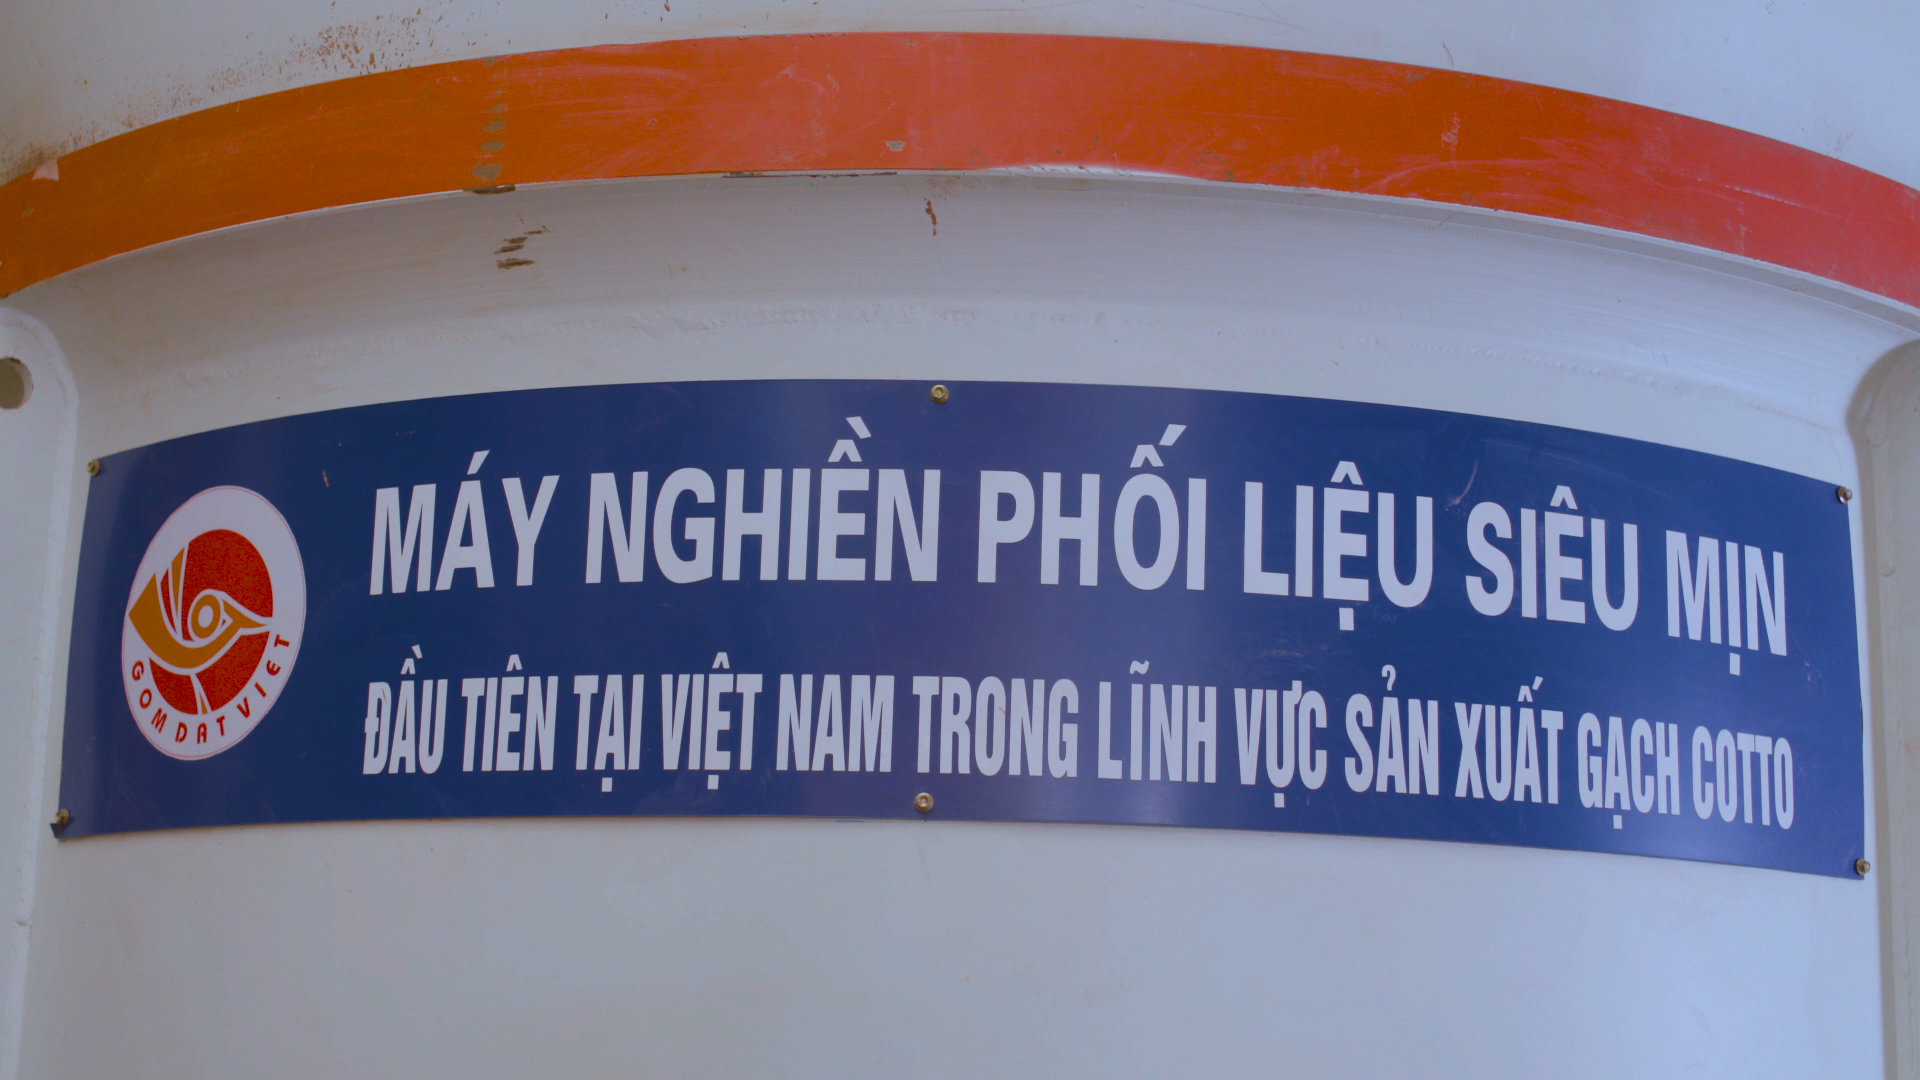 MÁY NGHIỀN PHỐI LIỆU SIÊU MỊN
ĐẦU TIÊN TẠI VIỆT NAM TRONG LĨNH VỰC SẢN XUẤT GẠCH COTTO
GOM DAT VIET